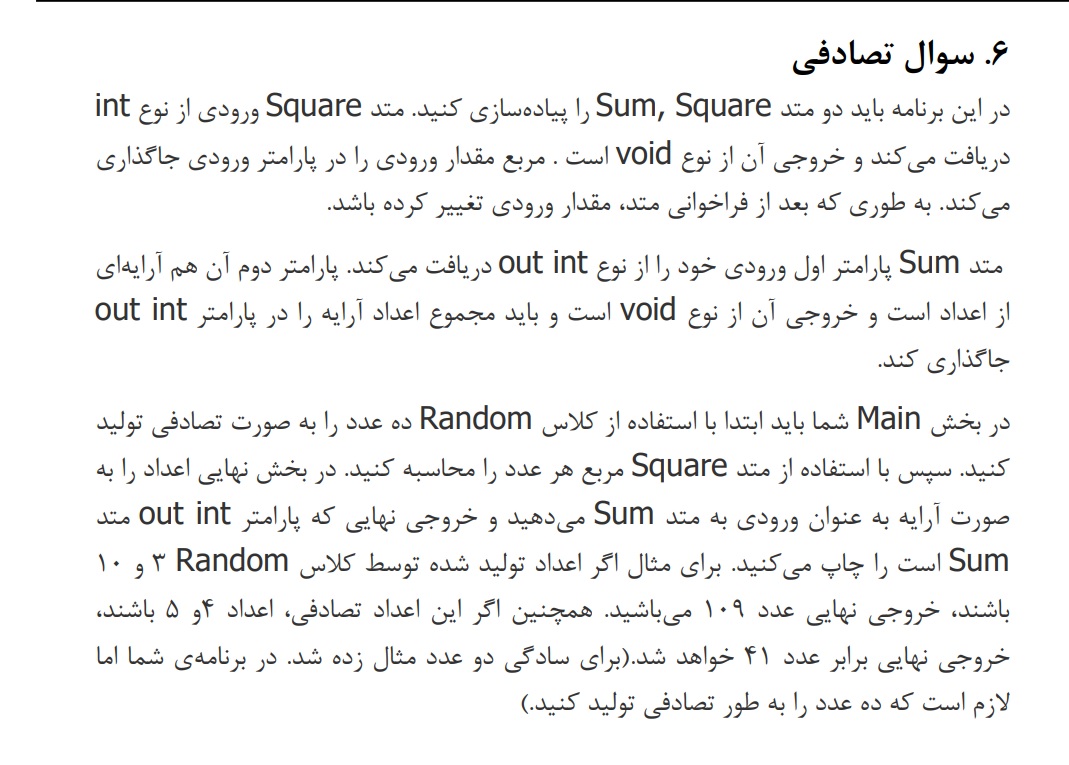 ۶. سوال تصادفی
در این برنامه باید دو متد Sum, Square را پیاده‌سازی کنید. متد Square ورودی از نوع int
دریافت می‌کند و خروجی آن از نوع void است . مربع مقدار ورودی را در پارامتر ورودی جاگذاری
می‌کند. به طوری که بعد از فراخوانی متد، مقدار ورودی تغییر کرده باشد.
متد Sum پارامتر اول ورودی خود را از نوع out int دریافت می‌کند. پارامتر دوم آن هم آرایه‌ای
از اعداد است و خروجی آن از نوع void است و باید مجموع اعداد آرایه را در پارامتر out int
جاگذاری کند.
در بخش Main شما باید ابتدا با استفاده از کلاس Random ده عدد را به صورت تصادفی تولید
کنید. سپس با استفاده از متد Square مربع هر عدد را محاسبه کنید. در بخش نهایی اعداد را به
صورت آرایه به عنوان ورودی به متد Sum می‌دهید و خروجی نهایی که پارامتر out int متد
Sum است را چاپ می‌کنید. برای مثال اگر اعداد تولید شده توسط کلاس Random ۳ و ۱۰
باشند، خروجی نهایی عدد ۱۰۹ می‌باشید. همچنین اگر این اعداد تصادفی، اعداد ۴و ۵ باشند،
خروجی نهایی برابر عدد ۴۱ خواهد شد.(برای سادگی دو عدد مثال زده شد. در برنامه‌ی شما اما
لازم است که ده عدد را به طور تصادفی تولید کنید.)